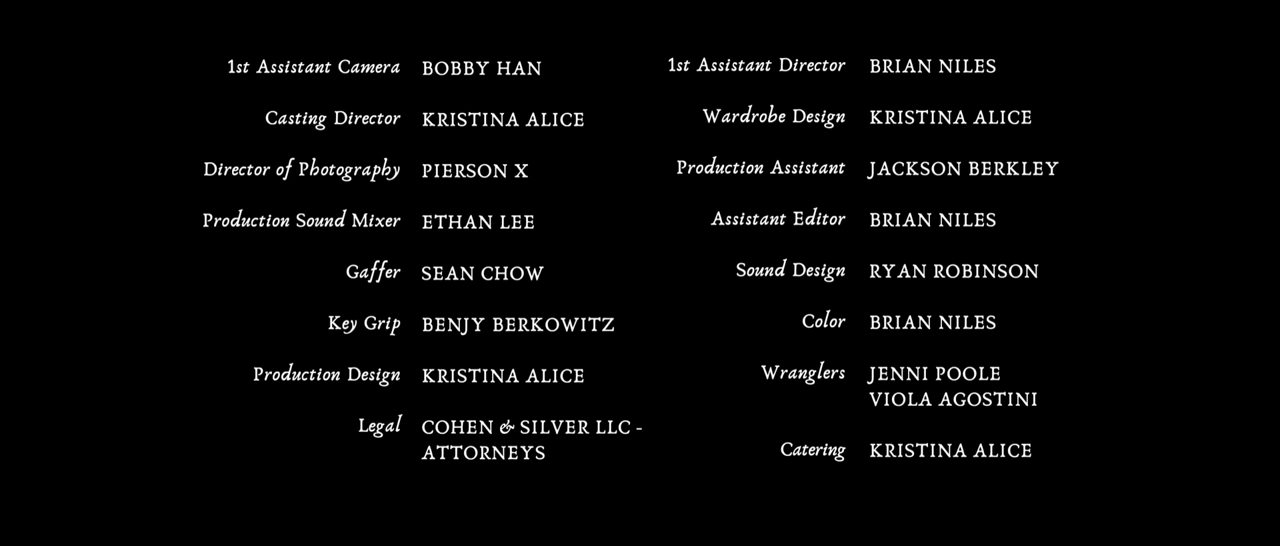 1st Assistant Camera BOBBY HAN
Casting Director KRISTINA ALICE
Director of Photography PIERSON X
Production Sound Mixer ETHAN LEE
Gaffer SEAN CHOW
Key Grip BENJY BERKOWITZ
Production Design KRISTINA ALICE
Legal COHEN & SILVER LLC -
ATTORNEYS
1st Assistant Director BRIAN NILES
Wardrobe Design KRISTINA ALICE
Production Assistant JACKSON BERKLEY
Assistant Editor BRIAN NILES
Sound Design RYAN ROBINSON
Color BRIAN NILES
Wranglers JENNI POOLE
VIOLA AGOSTINI
Catering KRISTINA ALICE